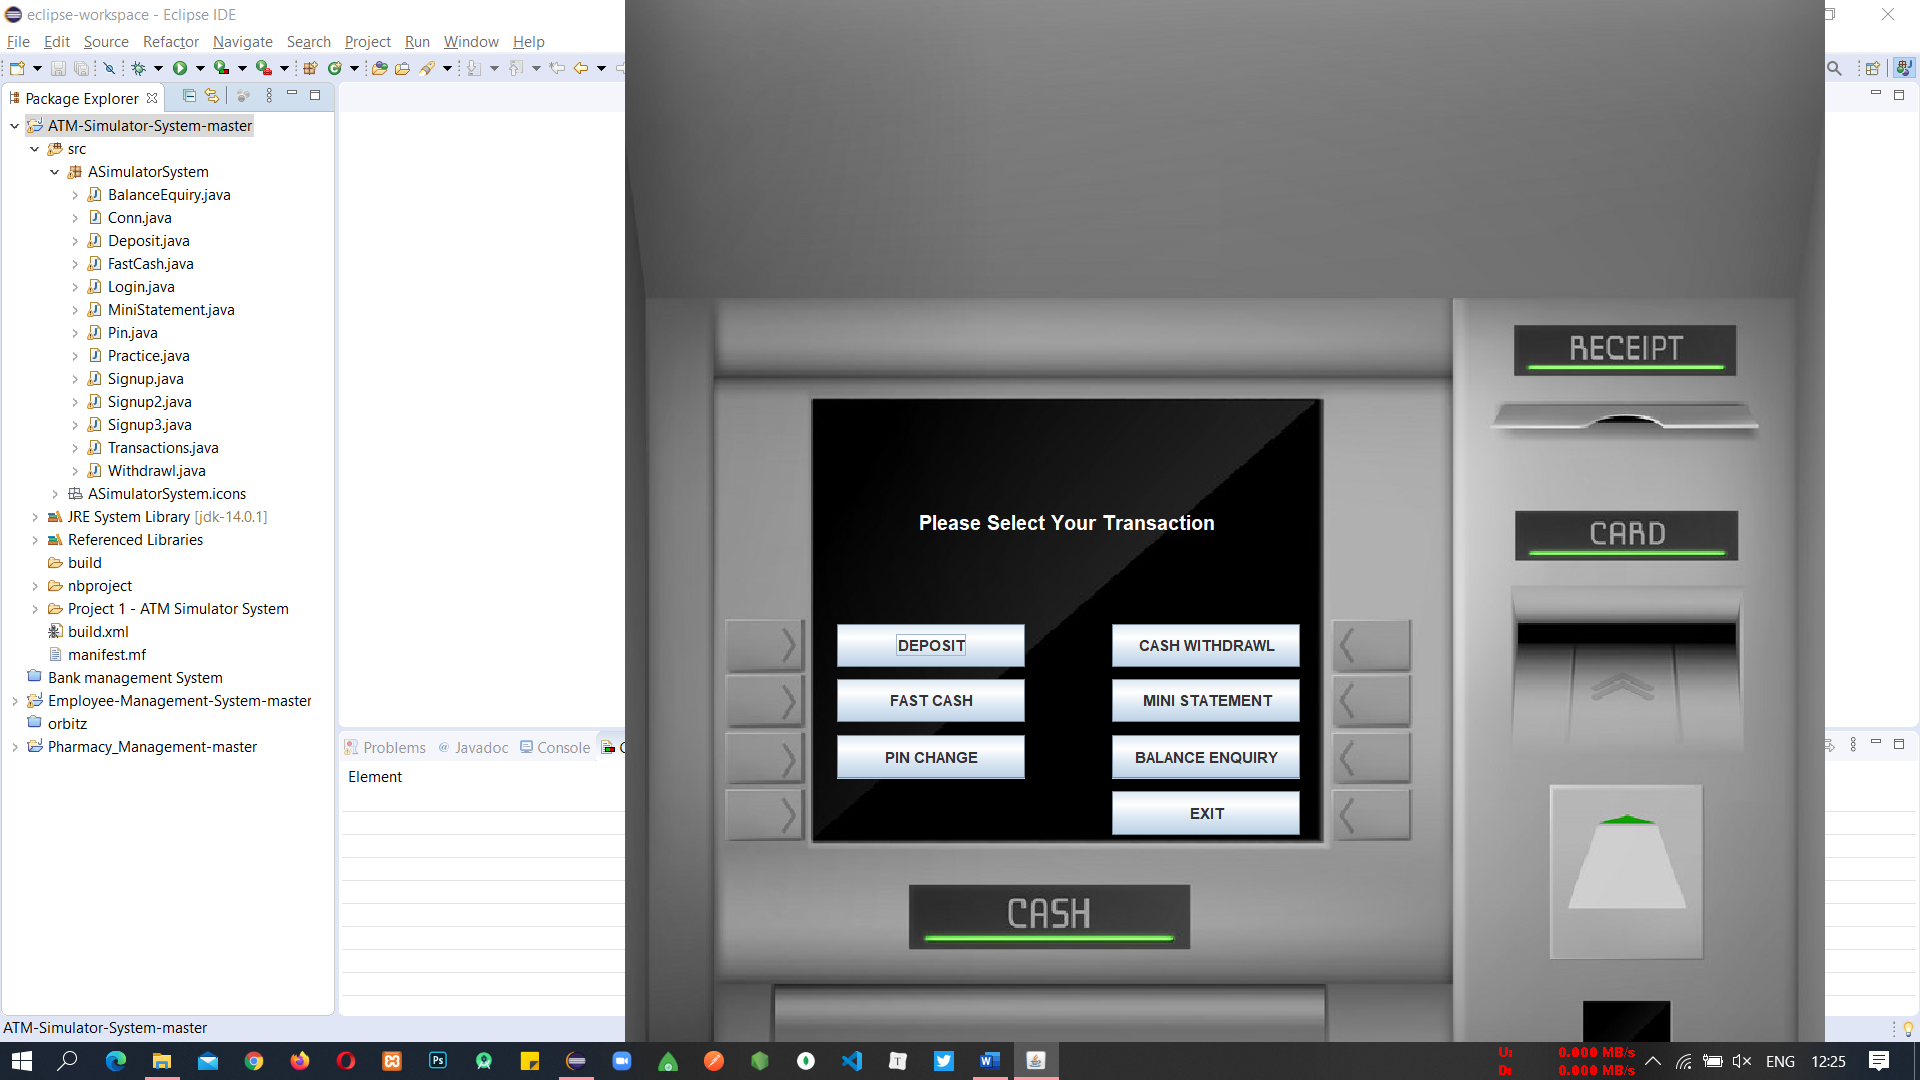 eclipse-workspace - Eclipse IDE
File Edit Source Refactor Navigate Search Project Run Window Help
Package Explorer
ATM-Simulator-System-master
src
ASimulatorSystem
BalanceEquiry.java
Conn.java
Deposit.java
FastCash.java
Login.java
MiniStatement.java
Pin.java
Practice.java
Signup.java
Signup2.java
Signup3.java
Transactions.java
Withdrawl.java
ASimulatorSystem.icons
JRE System Library [jdk-14.0.1]
Referenced Libraries
build
nbproject
Project 1 - ATM Simulator System
build.xml
manifest.mf
Bank management System
Employee-Management-System-master
orbitz
Pharmacy_Management-master
Problems @ Javadoc Console
Element
ATM-Simulator-System-master
RECEIPT
CARD
Please Select Your Transaction
DEPOSIT
CASH WITHDRAWL
FAST CASH
MINI STATEMENT
PIN CHANGE
BALANCE ENQUIRY
EXIT
CASH
U: 0.000 MB/s
D: 0.000 MB/s
ENG
12:25